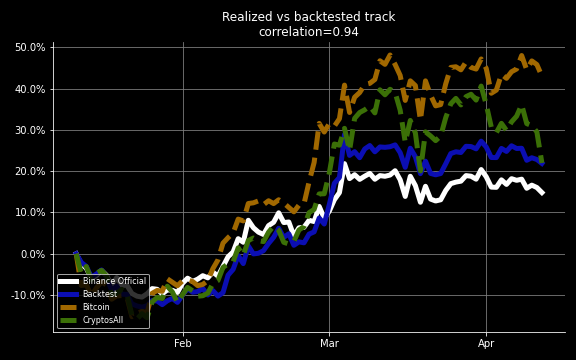 Realized vs backtested track
correlation=0.94
50.0%
40.0%
30.0%
20.0%
10.0%
0.0%
-10.0%
Binance Official
Backtest
Bitcoin
CryptosAll
Feb
Mar
Apr